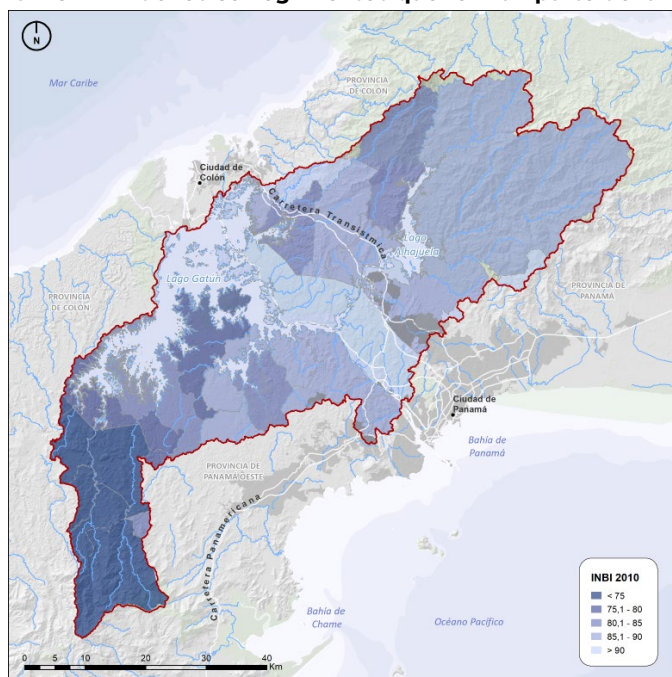 N
Mar Caribe
PROVINCIA
DE COLÓN
Ciudad de
Colón
Carretera Transístmica
Lago
Alhajuela
Lago Gatún
PROVINCIA
DE COLÓN
PROVINCIA DE
PANAMÁ
Ciudad de
Panamá
Bahía de
Panamá
PROVINCIA DE
PANAMÁ OESTE
Carretera Panamericana
Bahía de
Chame
Océano Pacífico
INBI 2010
< 75
75,1 - 80
80,1 - 85
85,1 - 90
> 90
0 5 10 20 30 40
Km